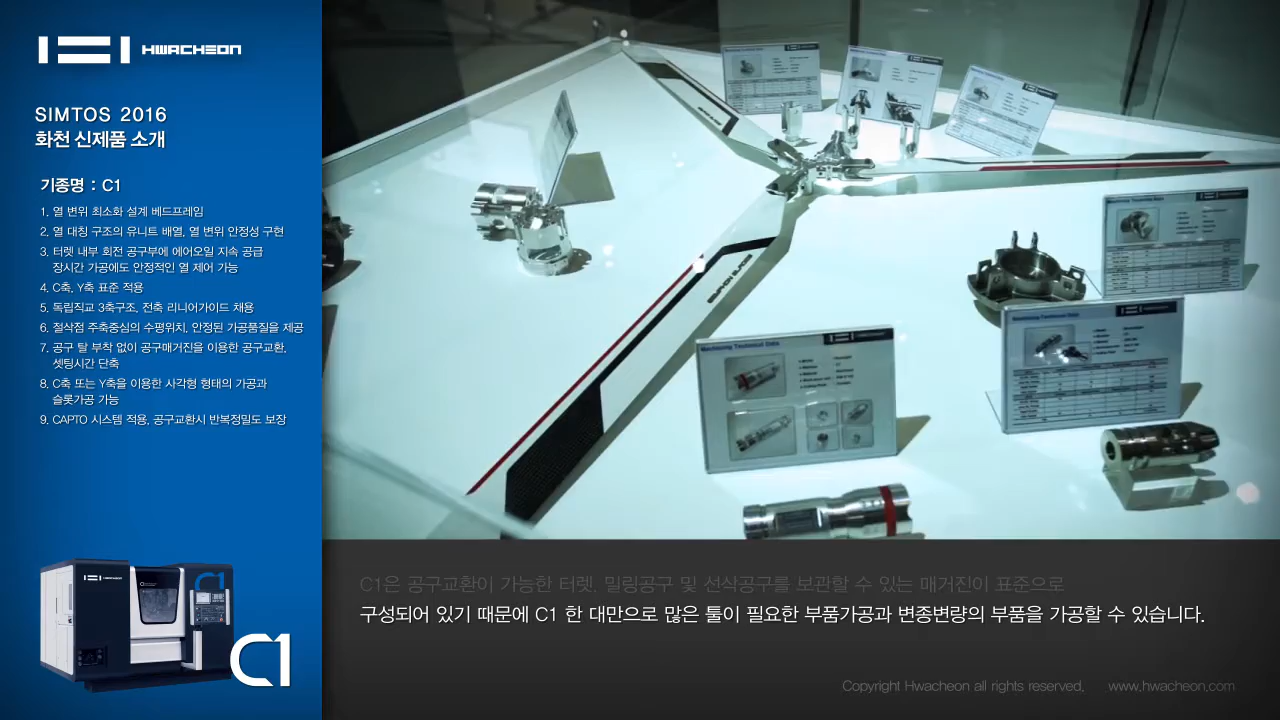 HWACHEON
SIMTOS 2016
화천 신제품 소개
기종명 : C1
1. 열 변위 최소화 설계 베드프레임
2. 열 대칭 구조의 유니트 배열, 열 변위 안정성 구현
3. 터렛 내부 회전 공구부에 에어오일 지속 공급
장시간 가공에도 안정적인 열 제어 가능
4. C축, Y축 표준 적용
5. 독립직교 3축구조, 전축 리니어가이드 채용
6. 절삭점 주축중심의 수평위치, 안정된 가공품질을 제공
7. 공구 탈 부착 없이 공구매거진을 이용한 공구교환,
셋팅시간 단축
8. C축 또는 Y축을 이용한 사각형 형태의 가공과
슬롯가공 가능
9. CAPTO 시스템 적용, 공구교환시 반복정밀도 보장
C1
C1
Machining Technical Data
HWACHEON
C1은 공구교환이 가능한 터렛, 밀링공구 및 선삭공구를 보관할 수 있는 매거진이 표준으로
구성되어 있기 때문에 C1 한 대만으로 많은 툴이 필요한 부품가공과 변종변량의 부품을 가공할 수 있습니다.
Copyright Hwacheon all rights reserved. www.hwacheon.com